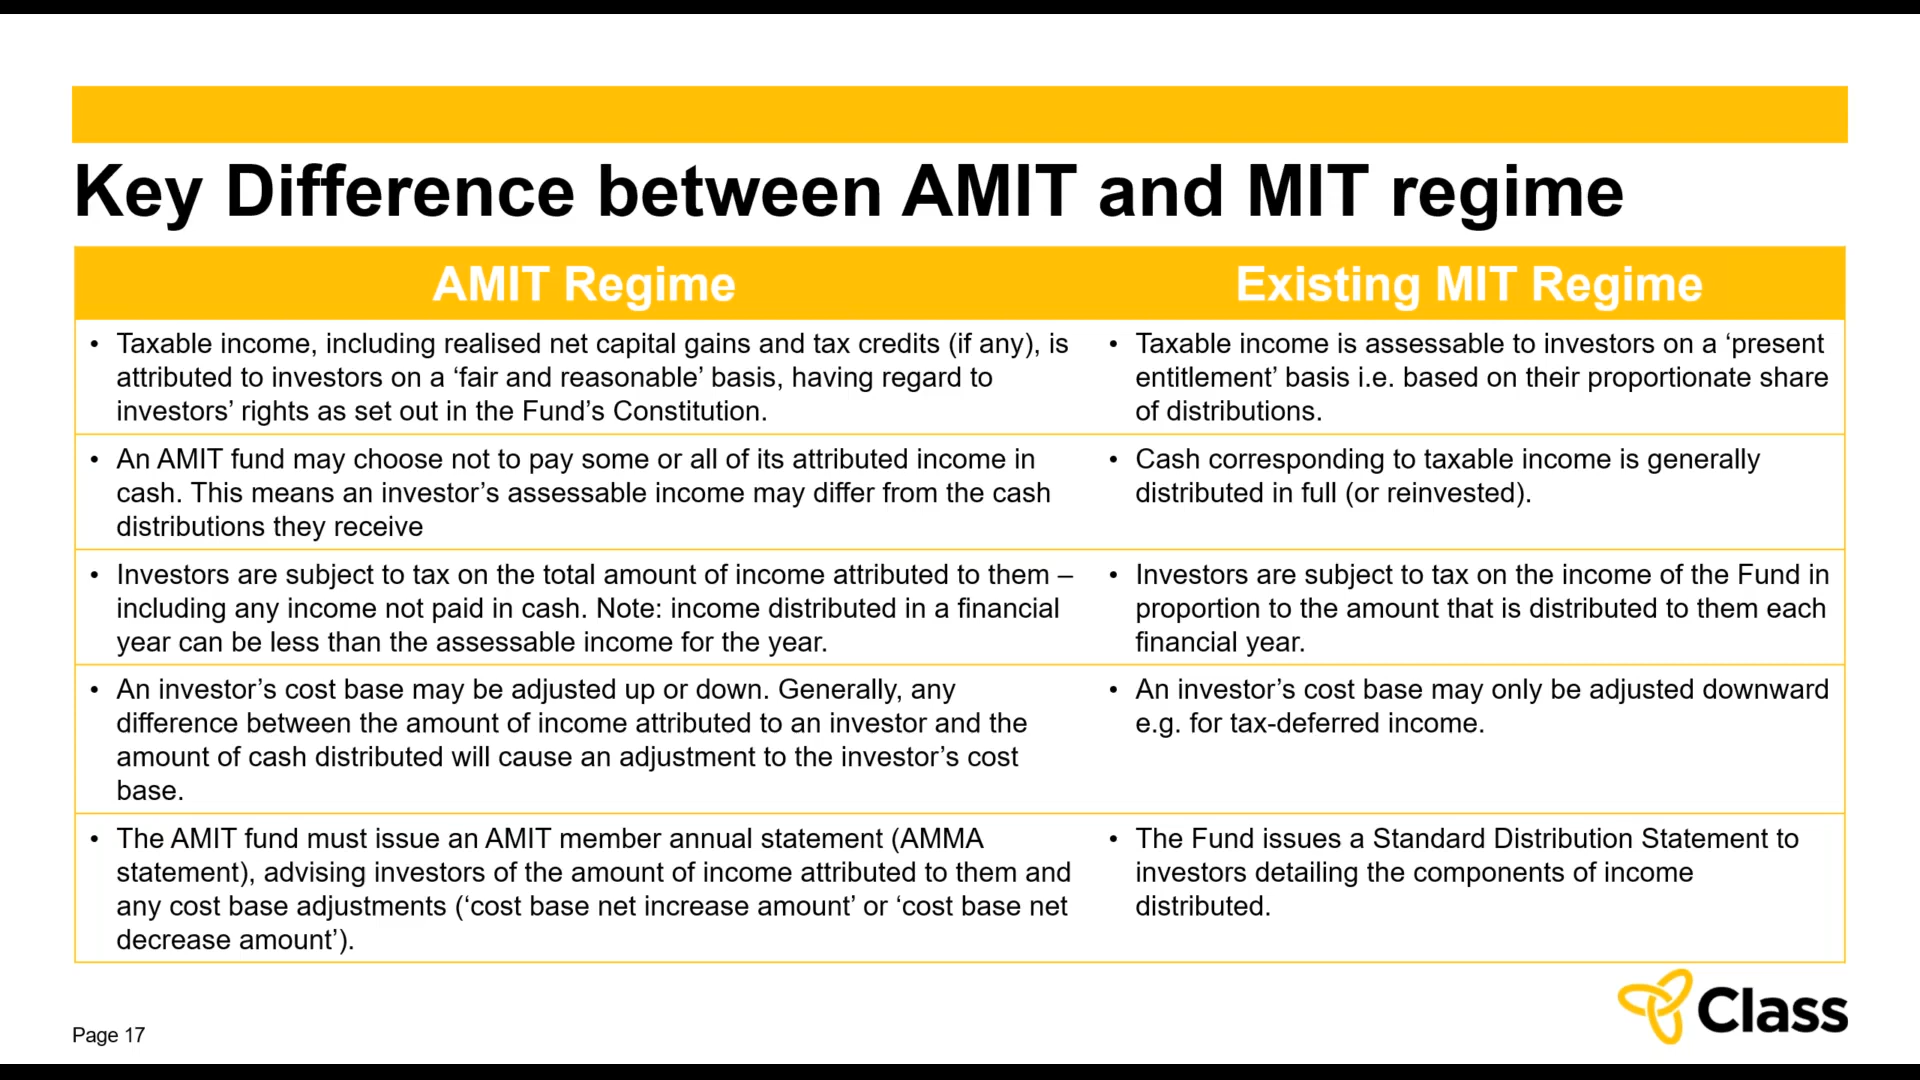 Key Difference between AMIT and MIT regime
AMIT Regime
Existing MIT Regime
• Taxable income, including realised net capital gains and tax credits (if any), is
attributed to investors on a ‘fair and reasonable’ basis, having regard to
investors’ rights as set out in the Fund’s Constitution.
• Taxable income is assessable to investors on a ‘present
entitlement’ basis i.e. based on their proportionate share
of distributions.
• An AMIT fund may choose not to pay some or all of its attributed income in
cash. This means an investor’s assessable income may differ from the cash
distributions they receive
• Cash corresponding to taxable income is generally
distributed in full (or reinvested).
• Investors are subject to tax on the total amount of income attributed to them –
including any income not paid in cash. Note: income distributed in a financial
year can be less than the assessable income for the year.
• Investors are subject to tax on the income of the Fund in
proportion to the amount that is distributed to them each
financial year.
• An investor’s cost base may be adjusted up or down. Generally, any
difference between the amount of income attributed to an investor and the
amount of cash distributed will cause an adjustment to the investor’s cost
base.
• An investor’s cost base may only be adjusted downward
e.g. for tax-deferred income.
• The AMIT fund must issue an AMIT member annual statement (AMMA
statement), advising investors of the amount of income attributed to them and
any cost base adjustments (‘cost base net increase amount’ or ‘cost base net
decrease amount’).
• The Fund issues a Standard Distribution Statement to
investors detailing the components of income
distributed.
Class
Page 17